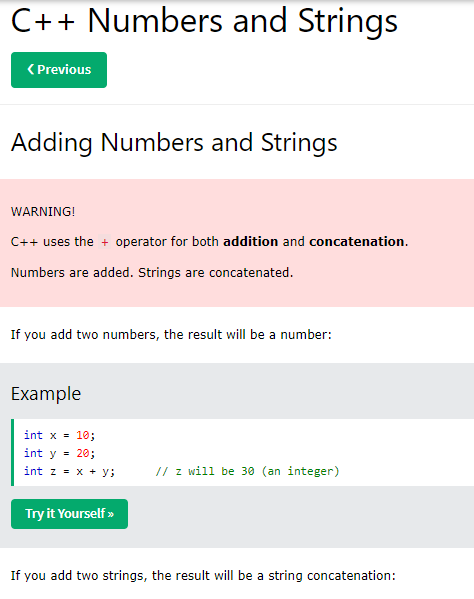 C++ Numbers and Strings
❮ Previous
Adding Numbers and Strings
WARNING!
C++ uses the + operator for both addition and concatenation.
Numbers are added. Strings are concatenated.
If you add two numbers, the result will be a number:
Example
int x = 10;
int y = 20;
int z = x + y;      // z will be 30 (an integer)
Try it Yourself »
If you add two strings, the result will be a string concatenation: